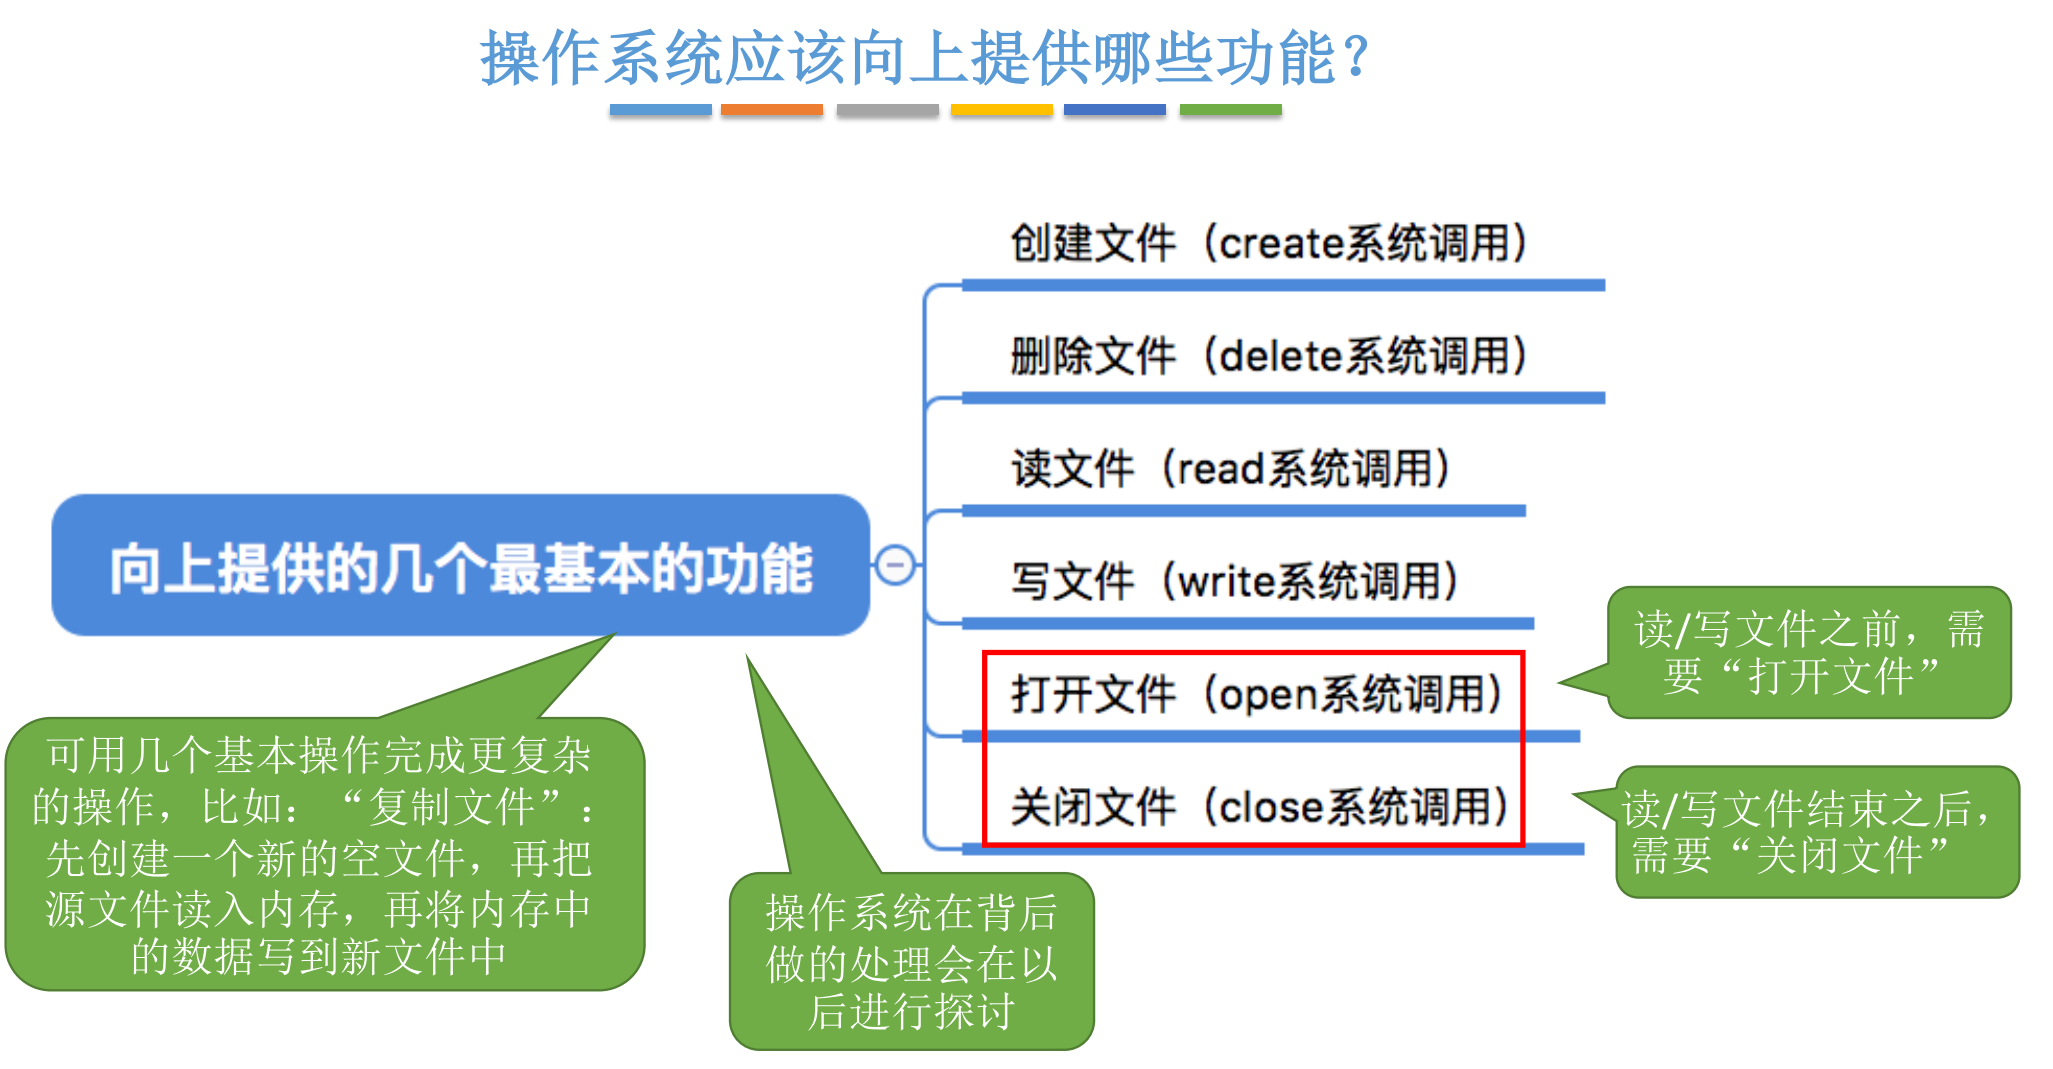 操作系统应该向上提供哪些功能？
创建文件（create系统调用）
删除文件（delete系统调用）
读文件（read系统调用）
向上提供的几个最基本的功能
写文件（write系统调用）
打开文件（open系统调用）
关闭文件（close系统调用）
读/写文件之前，需
要“打开文件”
读/写文件结束之后，
需要“关闭文件”
可用几个基本操作完成更复杂
的操作，比如：“复制文件”：
先创建一个新的空文件，再把
源文件读入内存，再将内存中
的数据写到新文件中
操作系统在背后
做的处理会在以
后进行探讨